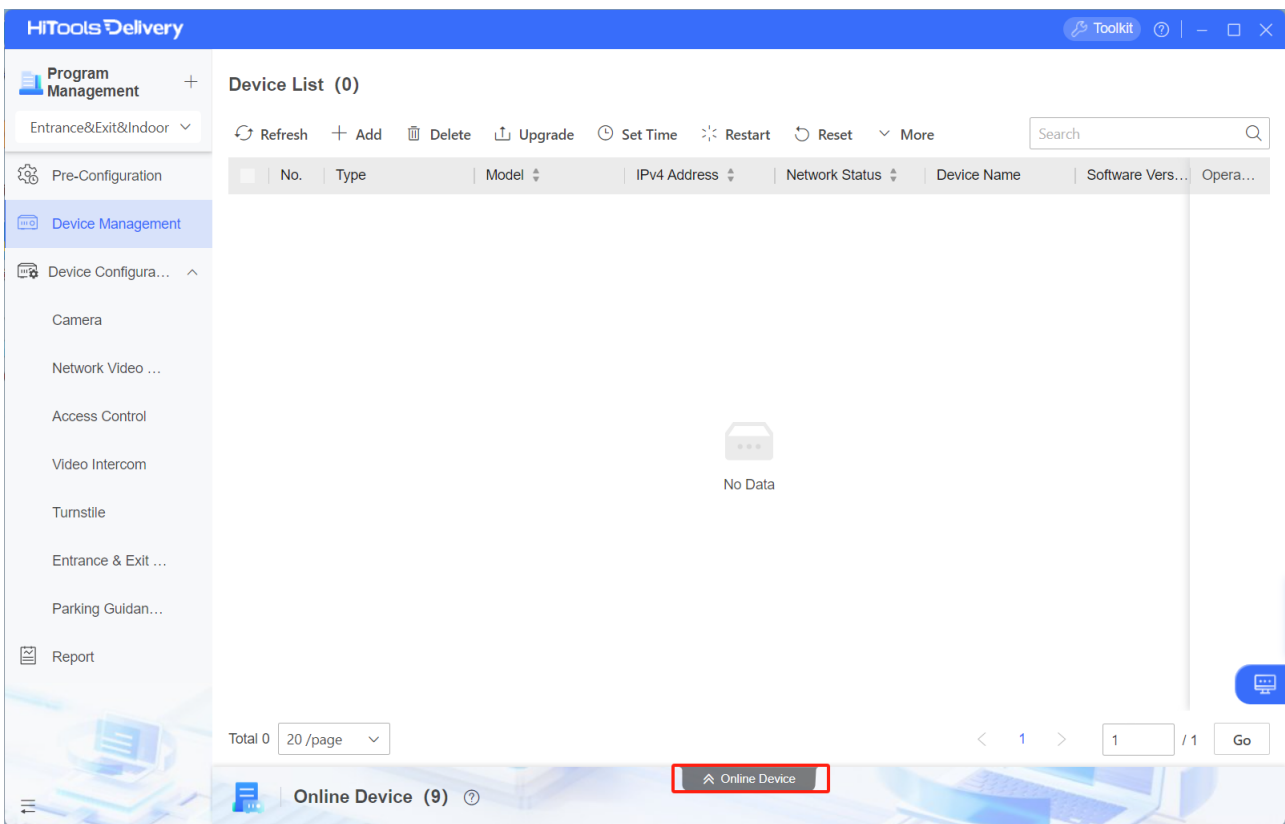 HiTools Delivery
Toolkit
Program
Management
Entrance&Exit&Indoor
Pre-Configuration
Device Management
Device Configura...
Camera
Network Video ...
Access Control
Video Intercom
Turnstile
Entrance & Exit ...
Parking Guidan...
Report
Device List (0)
Refresh Add Delete Upgrade Set Time Restart Reset More Search
No. Type Model IPv4 Address Network Status Device Name Software Vers... Opera...
No Data
Total 0 20 /page 1 1 / 1 Go
Online Device
Online Device (9)